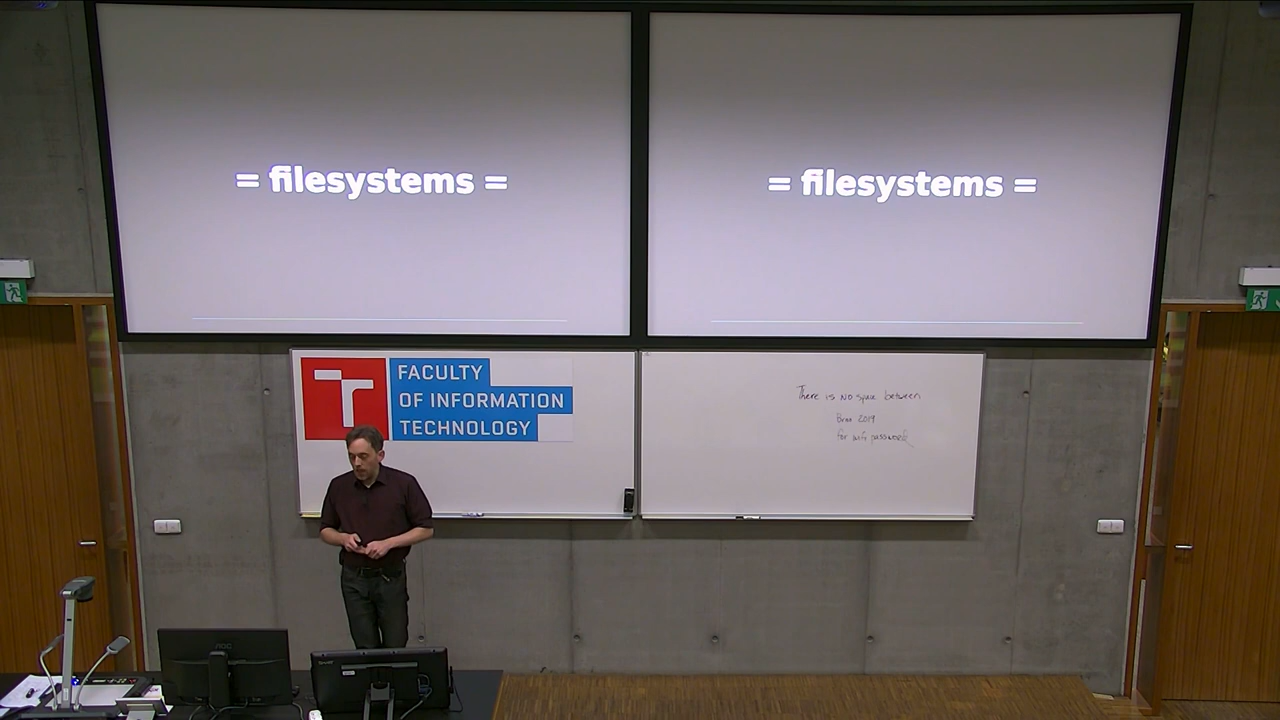 = filesystems =
= filesystems =
FACULTY
OF INFORMATION
TECHNOLOGY
There is NO space between
Brno 2019
for wifi password